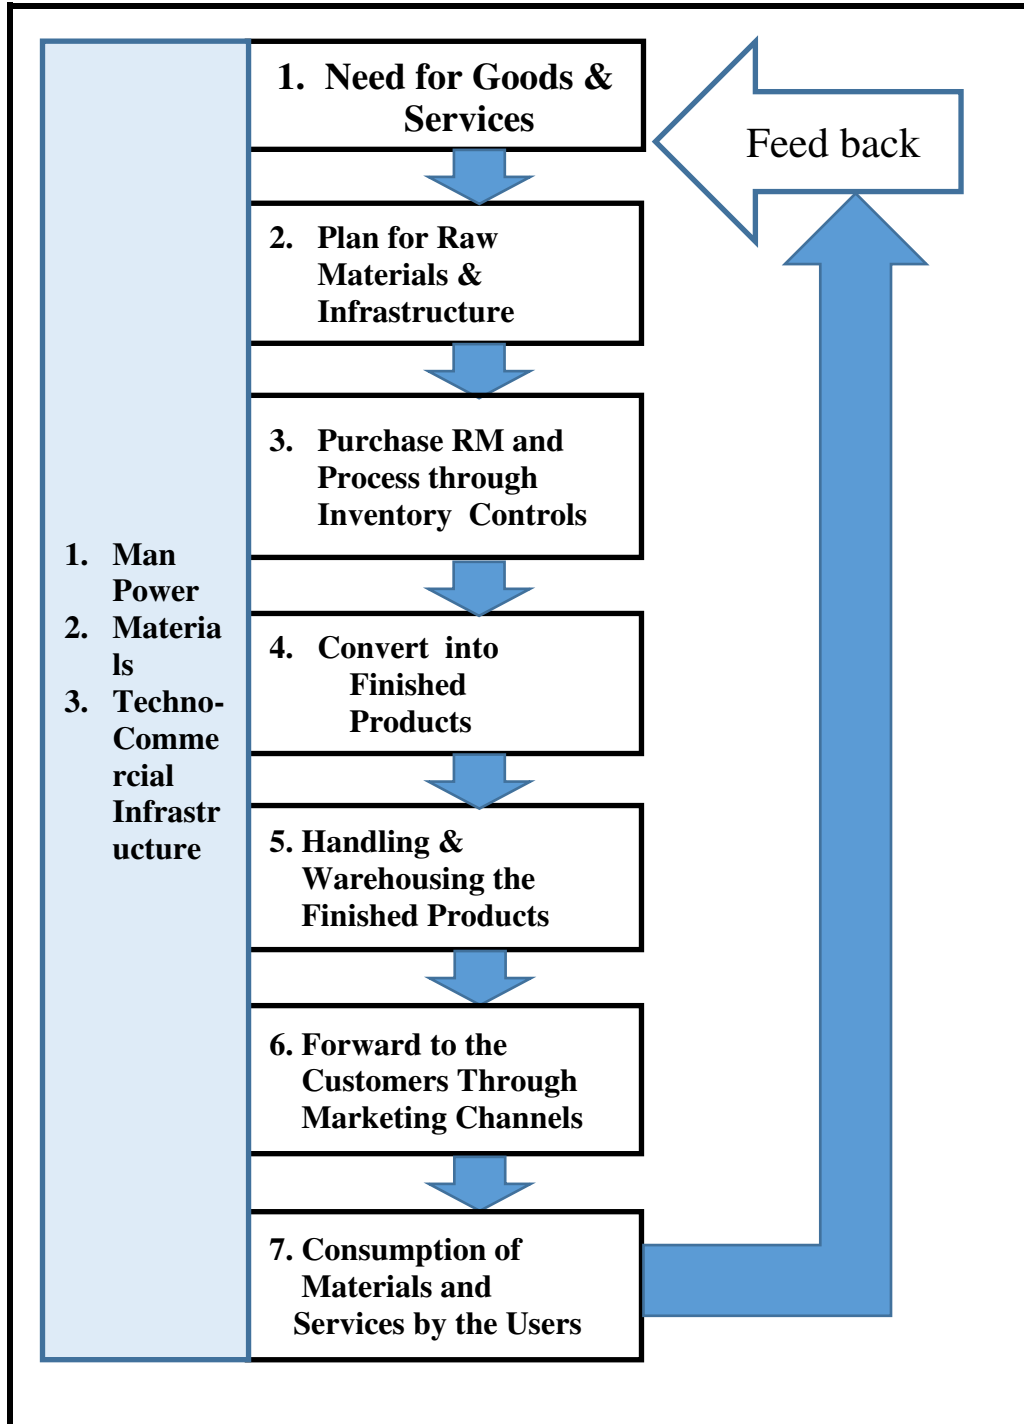 1. Need for Goods &
Services
Feed back
2. Plan for Raw
Materials &
Infrastructure
3. Purchase RM and
Process through
Inventory Controls
1. Man
Power
2. Materia
ls
3. Techno-
Comme
rcial
Infrastr
ucture
4. Convert into
Finished
Products
5. Handling &
Warehousing the
Finished Products
6. Forward to the
Customers Through
Marketing Channels
7. Consumption of
Materials and
Services by the Users